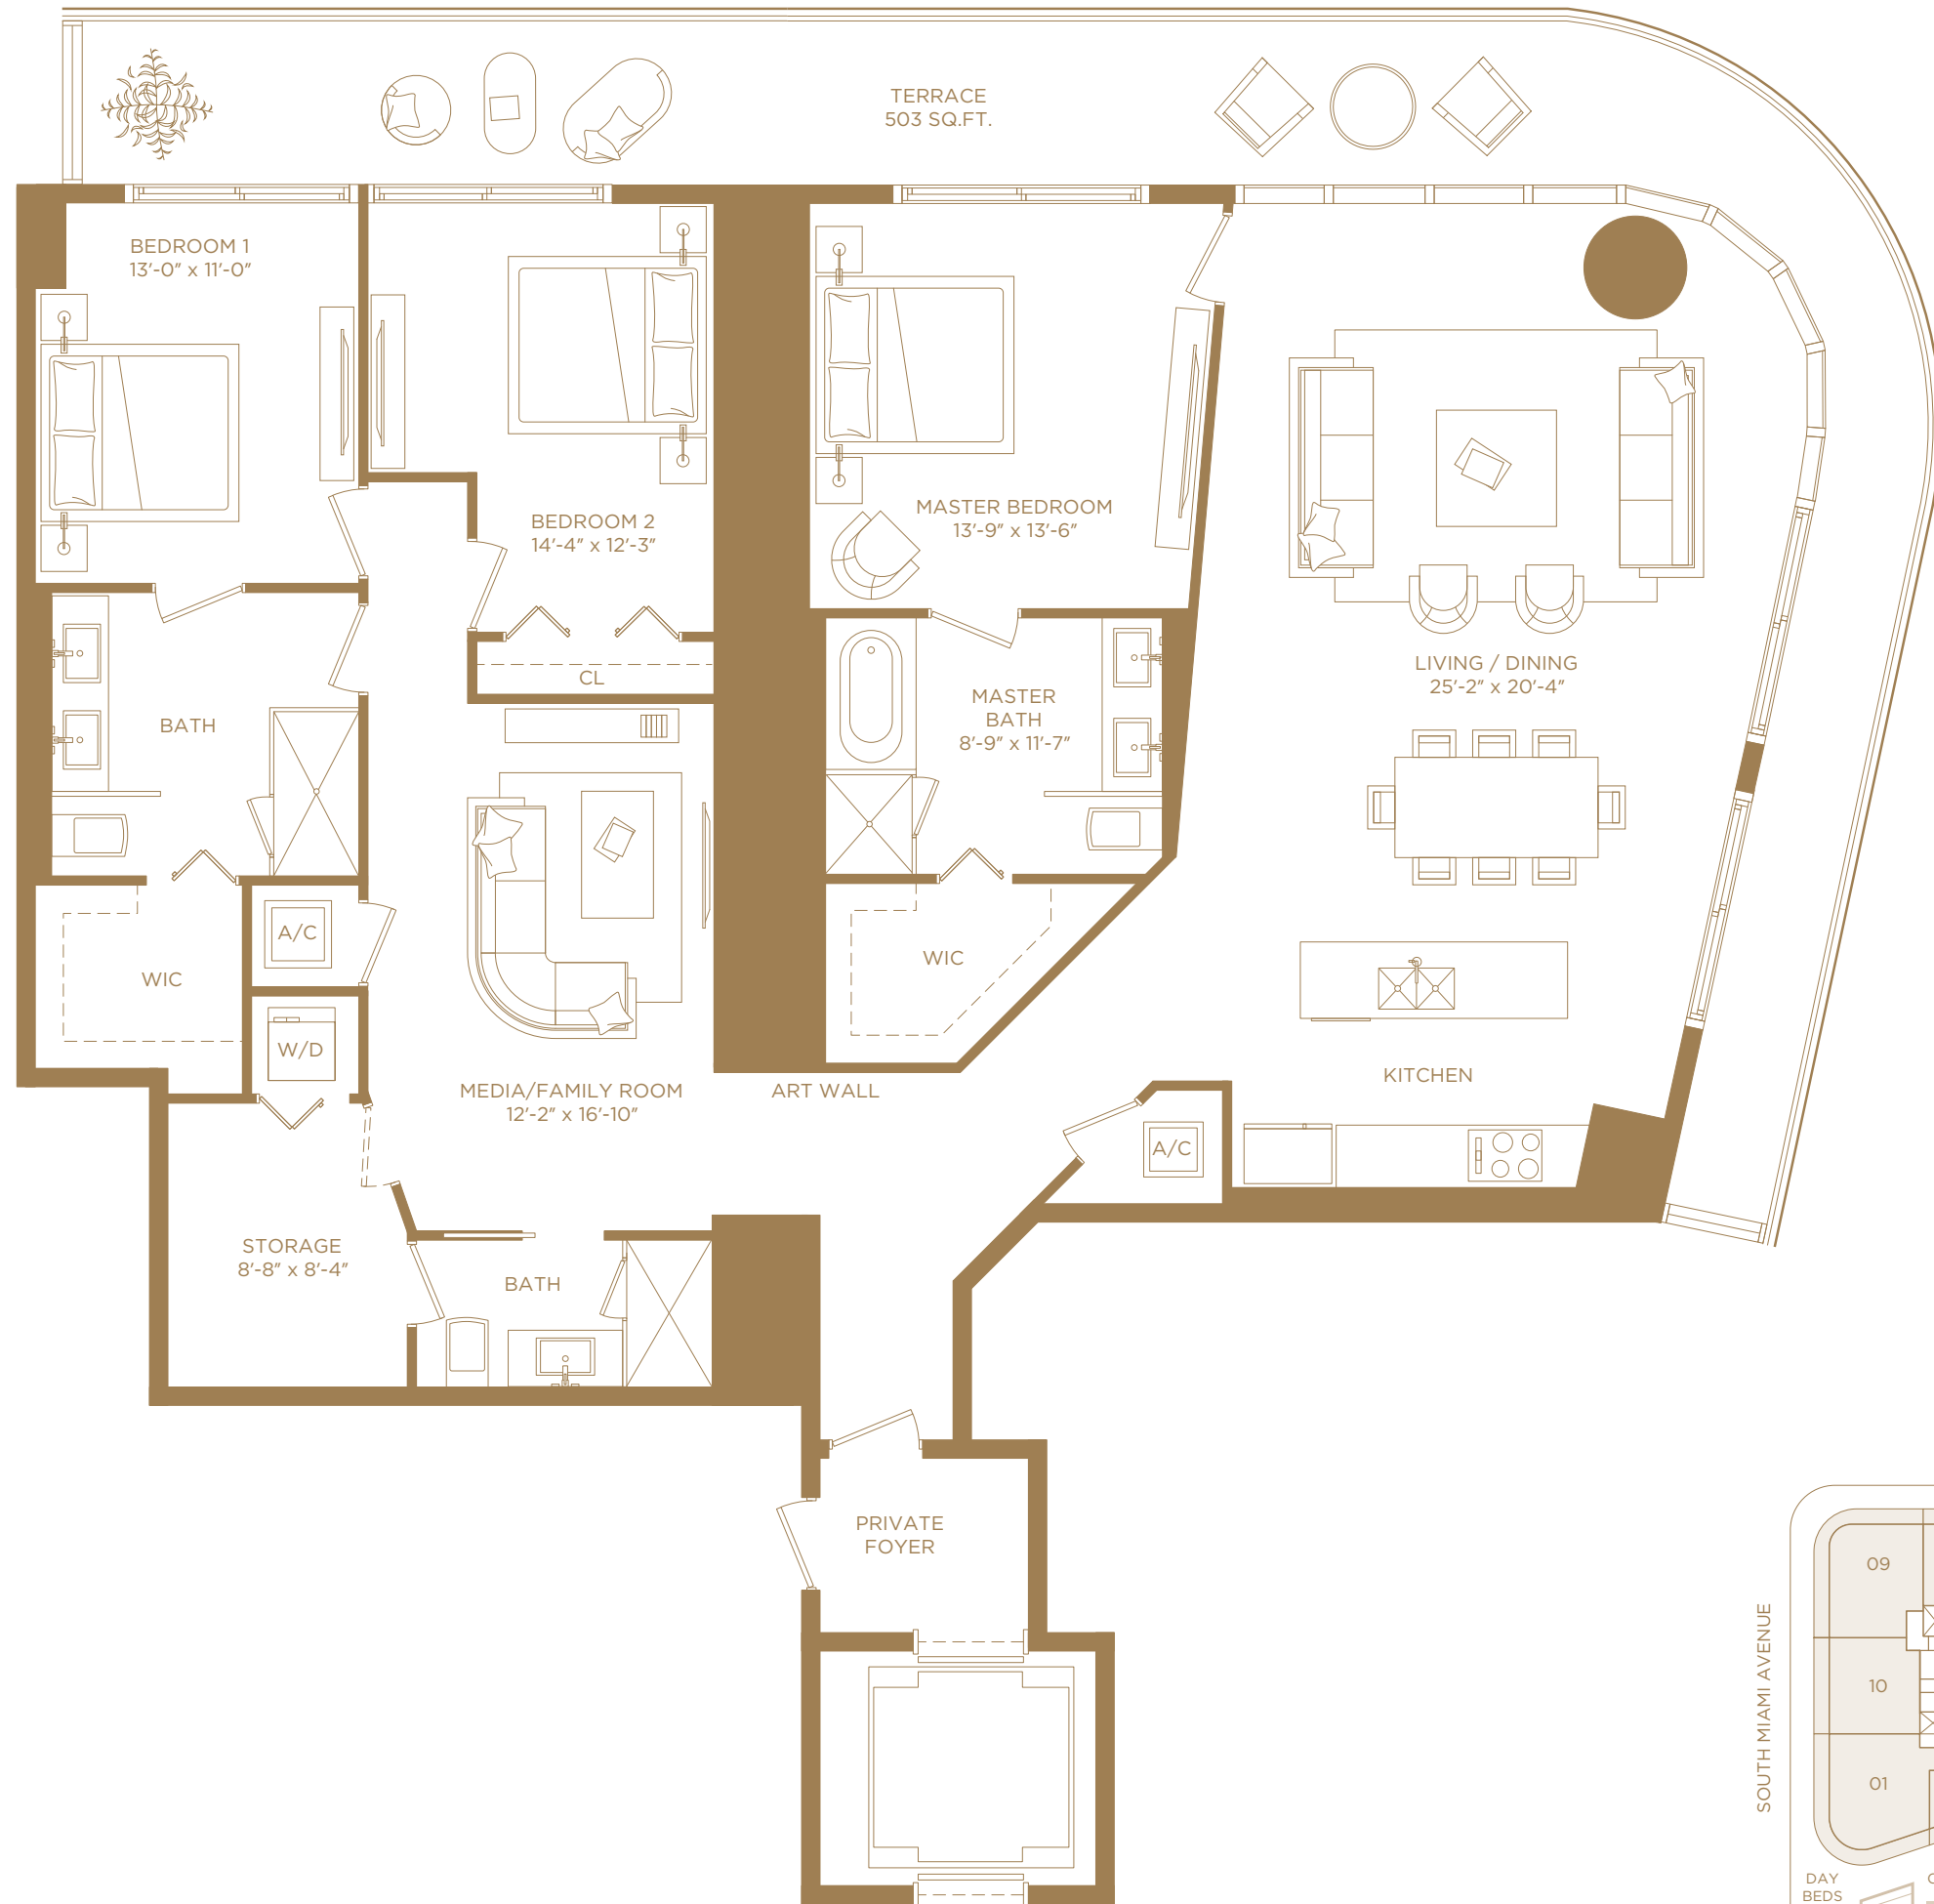 TERRACE
503 SQ.FT.
BEDROOM 1
13'-0" x 11'-0"
BEDROOM 2
14'-4" x 12'-3"
MASTER BEDROOM
13'-9" x 13'-6"
LIVING / DINING
25'-2" x 20'-4"
CL
MASTER
BATH
8'-9" x 11'-7"
BATH
A/C
WIC
WIC
W/D
MEDIA/FAMILY ROOM
12'-2" x 16'-10"
ART WALL
KITCHEN
A/C
STORAGE
8'-8" x 8'-4"
BATH
PRIVATE
FOYER
SOUTH MIAMI AVENUE
09
10
01
DAY
BEDS